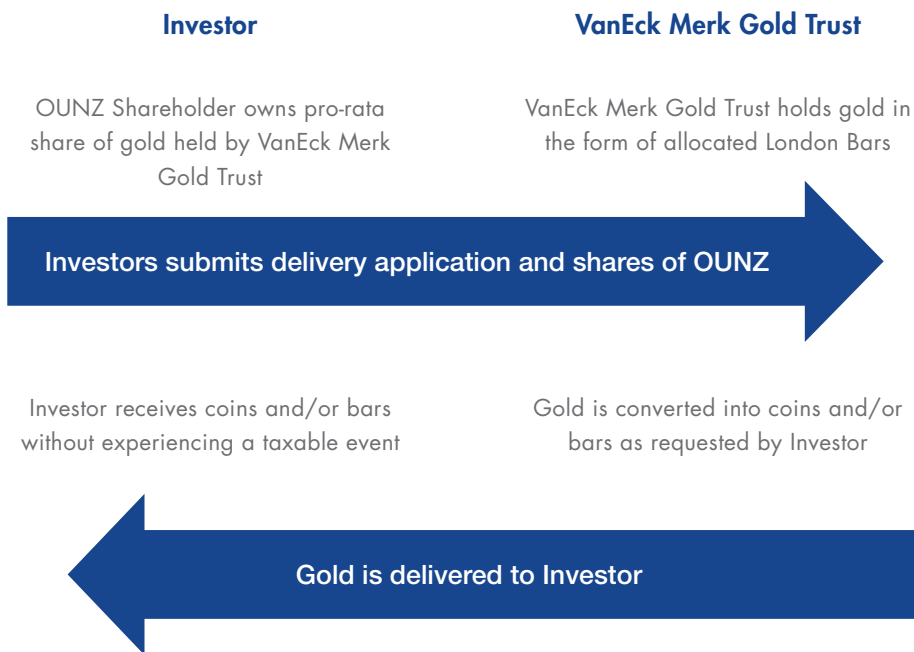 Investor
VanEck Merk Gold Trust
OUNZ Shareholder owns pro-rata
share of gold held by VanEck Merk
Gold Trust
VanEck Merk Gold Trust holds gold in
the form of allocated London Bars
Investors submits delivery application and shares of OUNZ
Investor receives coins and/or bars
without experiencing a taxable event
Gold is converted into coins and/or
bars as requested by Investor
Gold is delivered to Investor